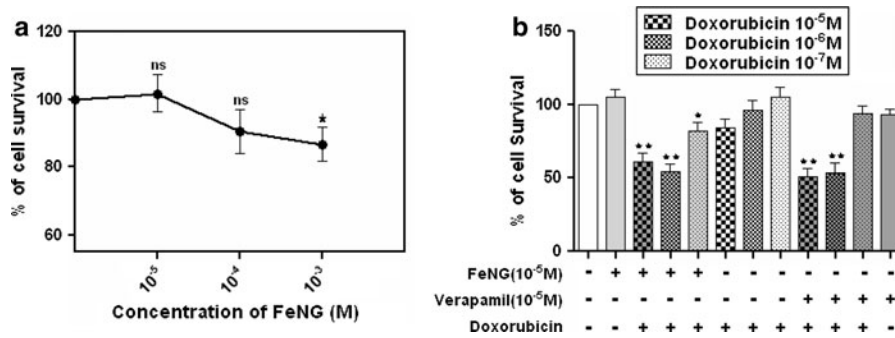 a
120
100
80
60
% of cell survival
ns
ns
*
10⁻⁵
10⁻⁴
10⁻³
Concentration of FeNG (M)
b
Doxorubicin 10⁻⁵M
Doxorubicin 10⁻⁶M
Doxorubicin 10⁻⁷M
150
100
50
0
% of cell Survival
** ** * ** **
FeNG(10⁻⁵M) - + + + + - - - - - - -
Verapamil(10⁻⁵M) - - - - - - - - + + + +
Doxorubicin - - + + + + + + + + + -